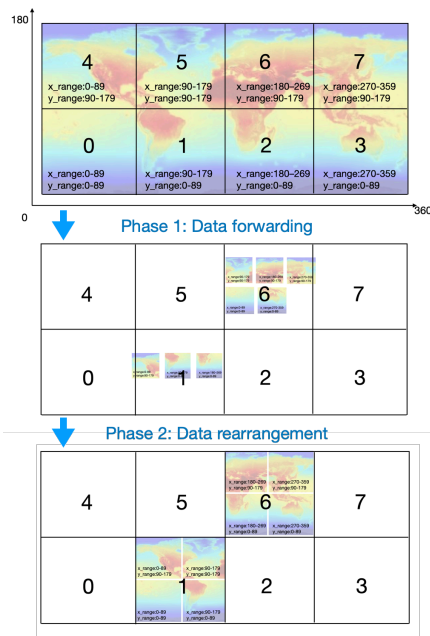 180
4 5 6 7
x_range:0-89 x_range:90-179 x_range:180-269 x_range:270-359
y_range:90-179 y_range:90-179 y_range:90-179 y_range:90-179
0 1 2 3
x_range:0-89 x_range:90-179 x_range:180-269 x_range:270-359
y_range:0-89 y_range:0-89 y_range:0-89 y_range:0-89
0 360
Phase 1: Data forwarding
4 5 6 7
0 1 2 3
Phase 2: Data rearrangement
x_range:180-269 x_range:270-359
y_range:90-179 y_range:90-179
4 5 6 7
x_range:180-269 x_range:270-359
y_range:0-89 y_range:0-89
x_range:0-89 x_range:90-179
y_range:90-179 y_range:90-179
0 1 2 3
x_range:0-89 x_range:90-179
y_range:0-89 y_range:0-89